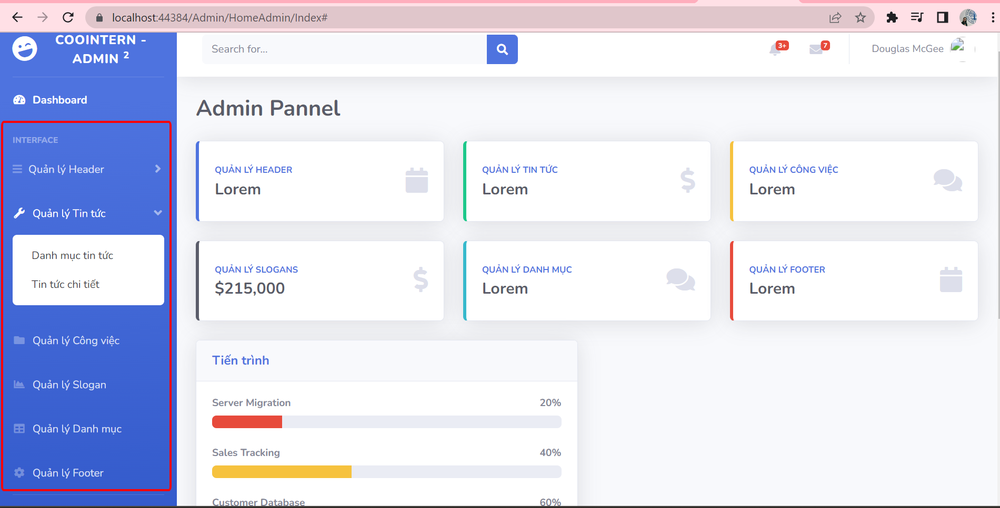 localhost:44384/Admin/HomeAdmin/Index#
COOINTERN -
ADMIN 2
Search for...
3+
7
Douglas McGee
Dashboard
INTERFACE
Quản lý Header
Quản lý Tin tức
Danh mục tin tức
Tin tức chi tiết
Quản lý Công việc
Quản lý Slogan
Quản lý Danh mục
Quản lý Footer
Admin Pannel
QUẢN LÝ HEADER
Lorem
QUẢN LÝ TIN TỨC
Lorem
QUẢN LÝ CÔNG VIỆC
Lorem
QUẢN LÝ SLOGANS
$215,000
QUẢN LÝ DANH MỤC
Lorem
QUẢN LÝ FOOTER
Lorem
Tiến trình
Server Migration 20%
Sales Tracking 40%
Customer Database 60%